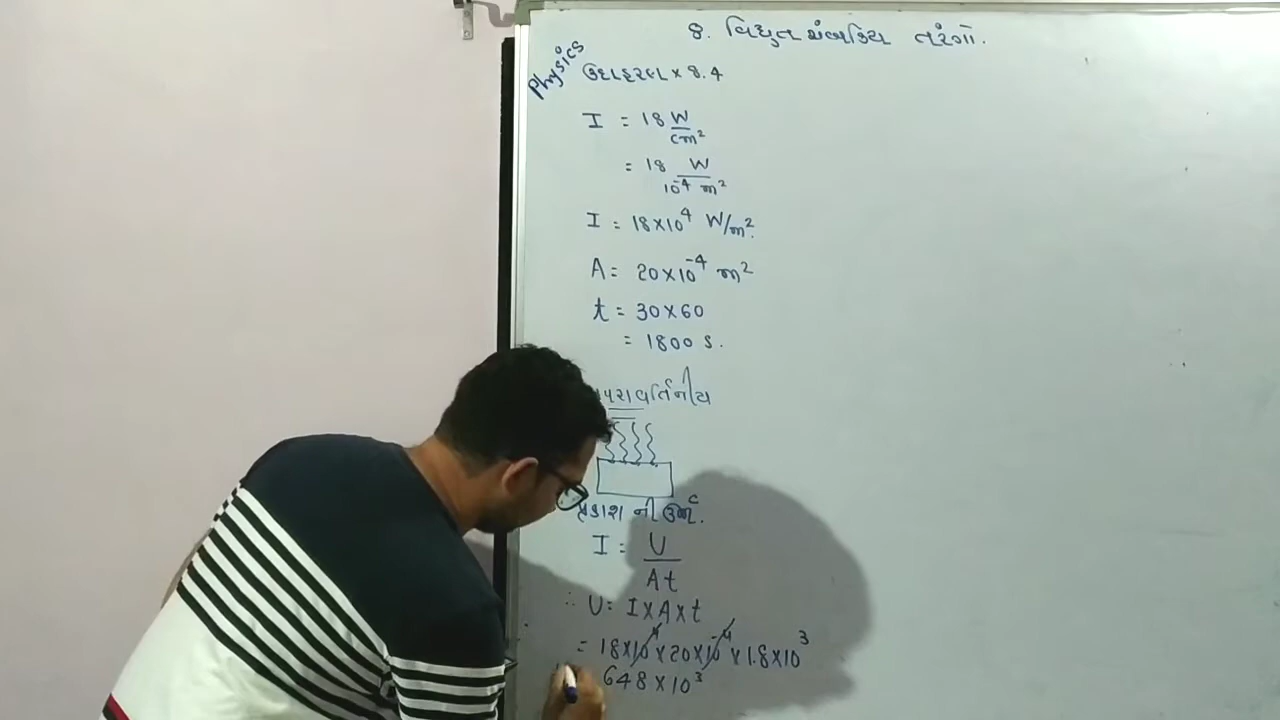 8. વિદ્યુત ચુંબકિય તરંગો.
Physics
ઉદાહરણ * 8.4
I = 18 W/cm²
= 18 W/10⁻⁴ m²
I = 18×10⁴ W/m².
A = 20×10⁻⁴ m²
t = 30×60
= 1800 s.
પરાવર્તિનીય
પ્રકાશ ની ઉર્જા.
I = U/At
∴ U = I×A×t
= 18×10⁴×20×10⁻⁴×1.8×10³
648×10³